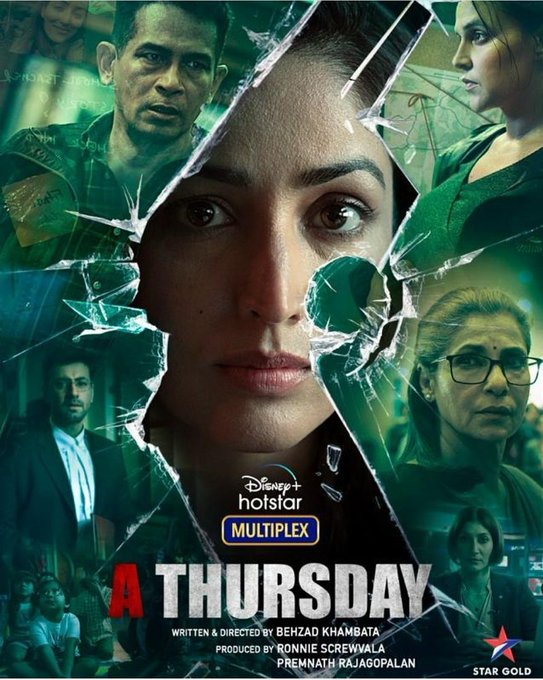 Disney+
hotstar
MULTIPLEX
A THURSDAY
WRITTEN & DIRECTED BY BEHZAD KHAMBATA
PRODUCED BY RONNIE SCREWVALA
PREMNATH RAJAGOPALAN
STAR GOLD